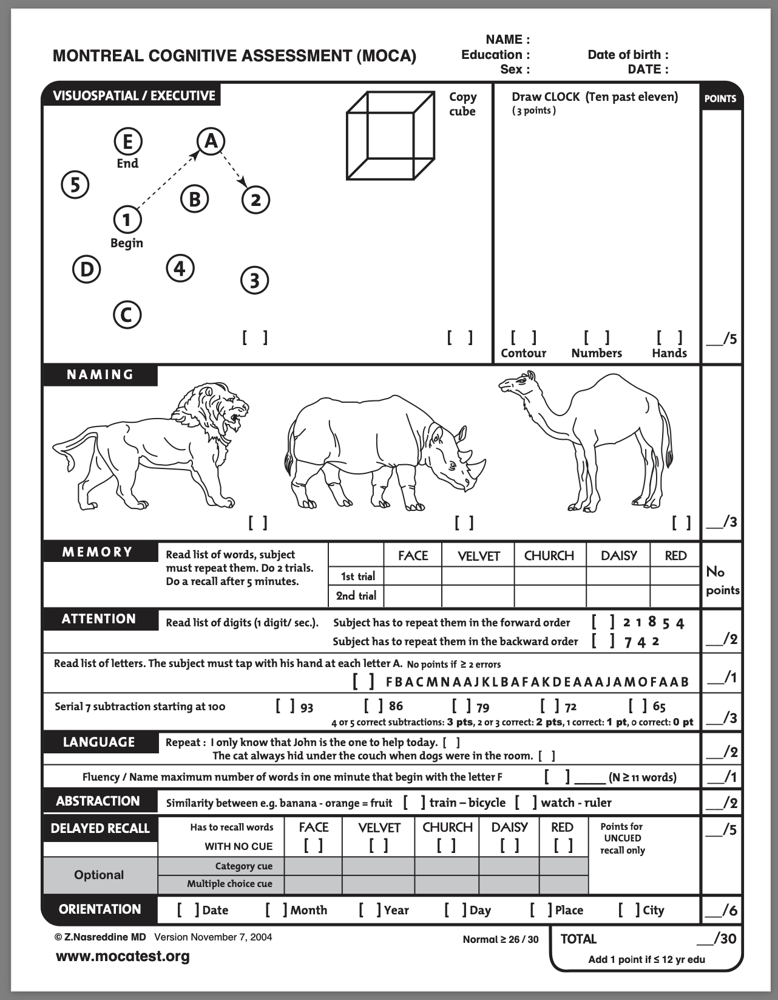 MONTREAL COGNITIVE ASSESSMENT (MOCA)
NAME :
Education :
Sex :
Date of birth :
DATE :
VISUOSPATIAL / EXECUTIVE
E
End
A
5
B
2
1
Begin
D
4
3
C
[ ]
Copy
cube
[ ]
Draw CLOCK (Ten past eleven)
( 3 points )
[ ]
Contour
[ ]
Numbers
[ ]
Hands
POINTS
__/5
NAMING
[ ]
[ ]
[ ]
__/3
MEMORY
Read list of words, subject
must repeat them. Do 2 trials.
Do a recall after 5 minutes.
FACE VELVET CHURCH DAISY RED
1st trial
2nd trial
No
points
ATTENTION
Read list of digits (1 digit/ sec.). Subject has to repeat them in the forward order [ ] 2 1 8 5 4
Subject has to repeat them in the backward order [ ] 7 4 2
__/2
Read list of letters. The subject must tap with his hand at each letter A. No points if ≥ 2 errors
[ ] F B A C M N A A J K L B A F A K D E A A A J A M O F A A B
__/1
Serial 7 subtraction starting at 100 [ ] 93 [ ] 86 [ ] 79 [ ] 72 [ ] 65
4 or 5 correct subtractions: 3 pts, 2 or 3 correct: 2 pts, 1 correct: 1 pt, 0 correct: 0 pt
__/3
LANGUAGE
Repeat : I only know that John is the one to help today. [ ]
The cat always hid under the couch when dogs were in the room. [ ]
__/2
Fluency / Name maximum number of words in one minute that begin with the letter F [ ] _____ (N ≥ 11 words)
__/1
ABSTRACTION
Similarity between e.g. banana - orange = fruit [ ] train – bicycle [ ] watch - ruler
__/2
DELAYED RECALL
Has to recall words
WITH NO CUE
FACE VELVET CHURCH DAISY RED
[ ] [ ] [ ] [ ] [ ]
Points for
UNCUED
recall only
__/5
Optional
Category cue
Multiple choice cue
ORIENTATION
[ ] Date [ ] Month [ ] Year [ ] Day [ ] Place [ ] City
__/6
© Z.Nasreddine MD Version November 7, 2004
www.mocatest.org
Normal ≥ 26 / 30
TOTAL __/30
Add 1 point if ≤ 12 yr edu